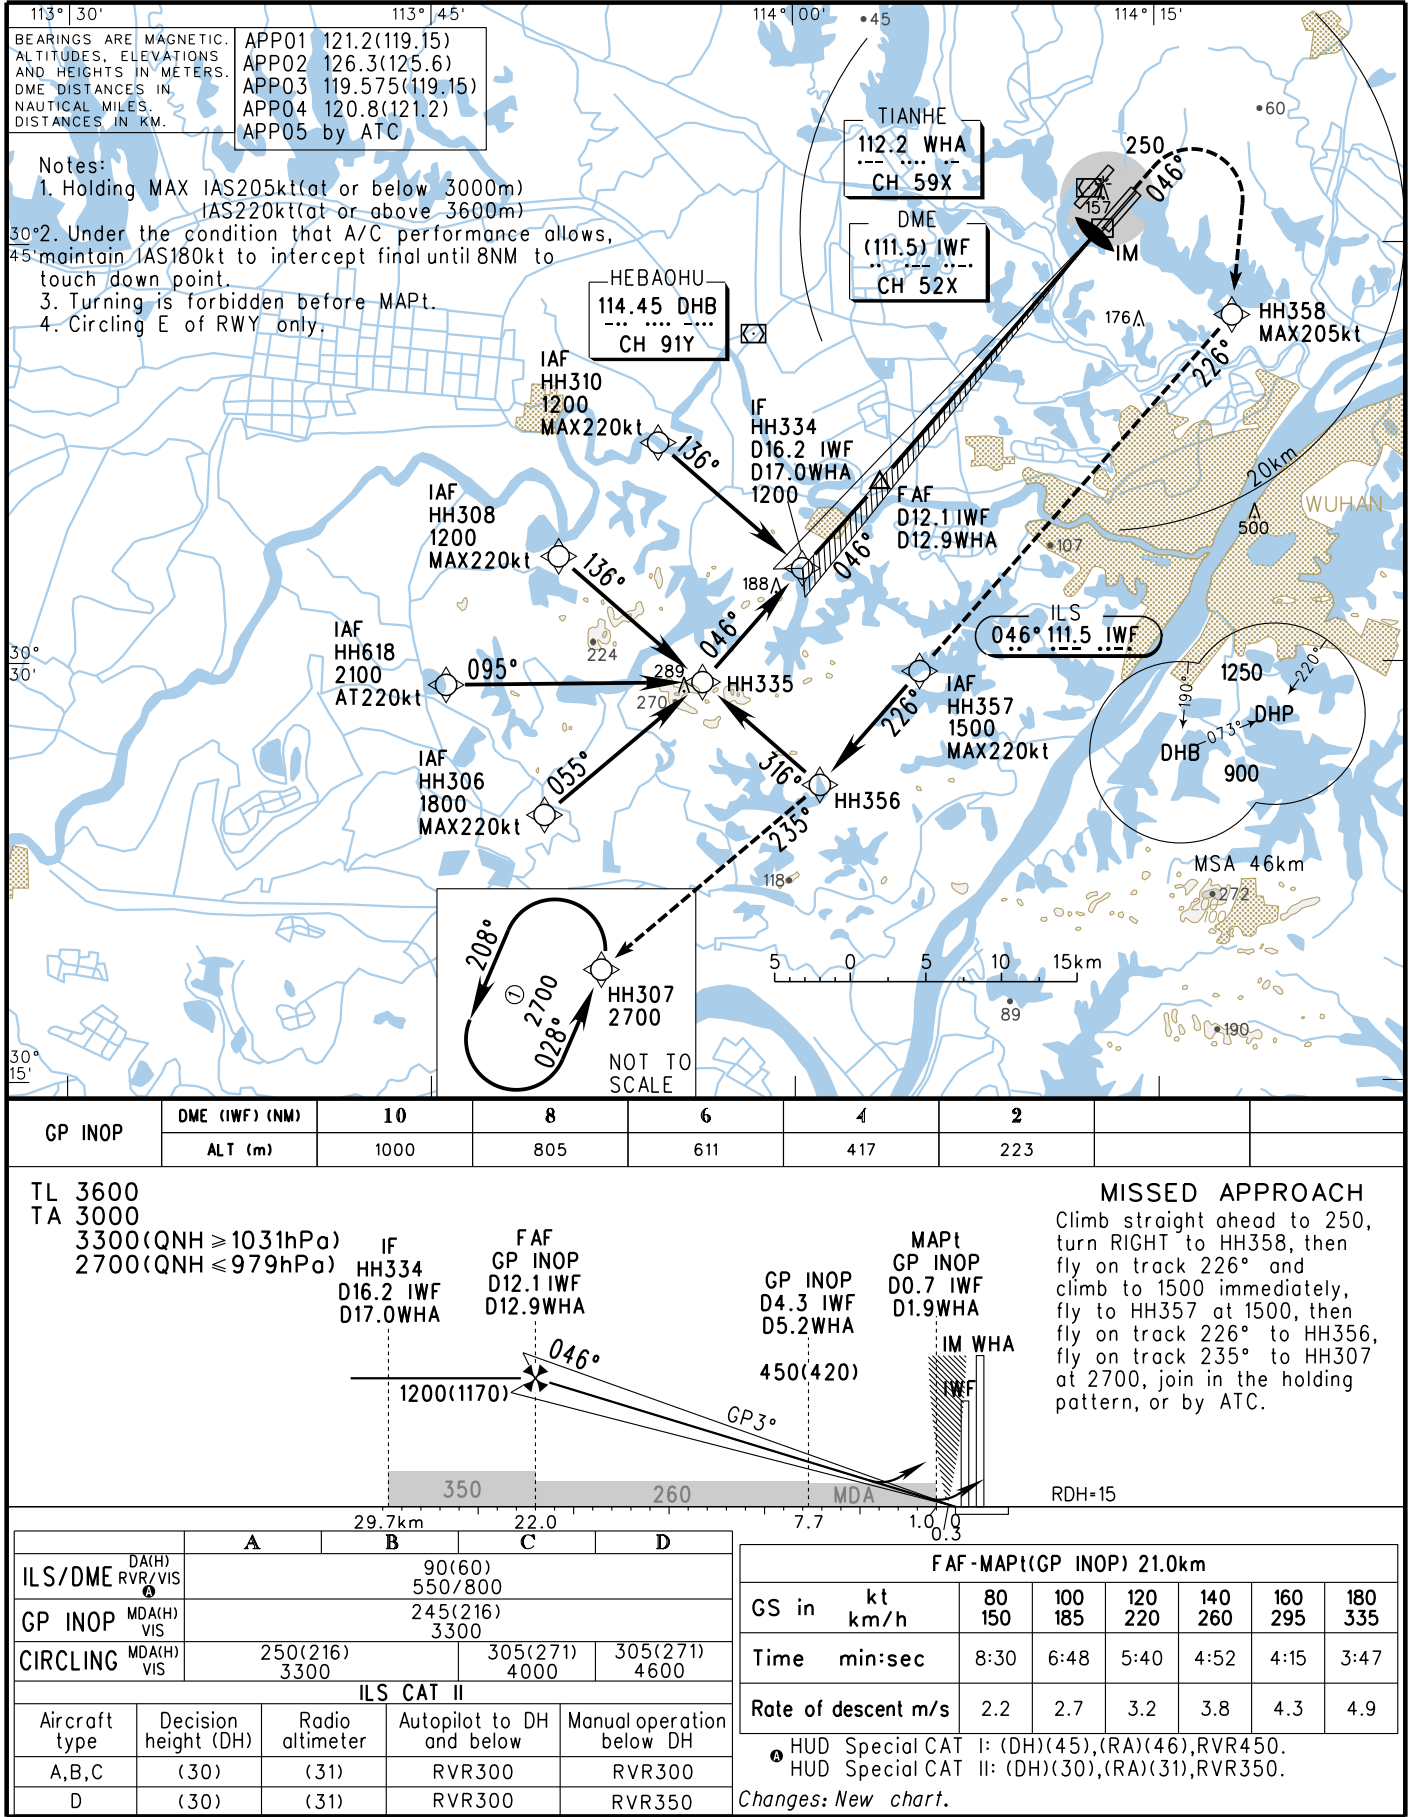 113° 30'
113° 45'
114° 00'
114° 15'
BEARINGS ARE MAGNETIC.
ALTITUDES, ELEVATIONS
AND HEIGHTS IN METERS.
DME DISTANCES IN
NAUTICAL MILES.
DISTANCES IN KM.
APP01 121.2(119.15)
APP02 126.3(125.6)
APP03 119.575(119.15)
APP04 120.8(121.2)
APP05 by ATC
Notes:
1. Holding MAX IAS205kt(at or below 3000m)
IAS220kt(at or above 3600m)
2. Under the condition that A/C performance allows,
maintain IAS180kt to intercept final until 8NM to
touch down point.
3. Turning is forbidden before MAPt.
4. Circling E of RWY only.
30°
45'
45
60
TIANHE
112.2 WHA
CH 59X
DME
(111.5) IWF
CH 52X
HEBAOHU
114.45 DHB
CH 91Y
250
046°
157
IM
176
HH358
MAX205kt
226°
IAF
HH310
1200
MAX220kt
136°
IF
HH334
D16.2 IWF
D17.0WHA
1200
FAF
D12.1 IWF
D12.9WHA
046°
20km
WUHAN
500
107
IAF
HH308
1200
MAX220kt
136°
188
ILS
046° 111.5 IWF
IAF
HH618
2100
AT220kt
095°
224
289
270
046°
HH335
30°
30'
IAF
HH357
1500
MAX220kt
226°
316°
HH356
235°
IAF
HH306
1800
MAX220kt
055°
1250
190°
220°
073°
DHP
DHB
900
MSA 46km
118
272
100
208°
① 2700
028°
HH307
2700
NOT TO
SCALE
5 0 5 10 15km
89
190
30°
15'
GP INOP
DME (IWF) (NM) 10 8 6 4 2
ALT (m) 1000 805 611 417 223
TL 3600
TA 3000
3300(QNH ≥ 1031hPa)
2700(QNH ≤ 979hPa)
IF
HH334
D16.2 IWF
D17.0WHA
FAF
GP INOP
D12.1 IWF
D12.9WHA
GP INOP
D4.3 IWF
D5.2WHA
450(420)
MAPt
GP INOP
D0.7 IWF
D1.9WHA
IM WHA
IWF
046°
1200(1170)
GP3°
350
260
MDA
RDH=15
29.7km 22.0 7.7 1.0 0
0.3
MISSED APPROACH
Climb straight ahead to 250,
turn RIGHT to HH358, then
fly on track 226° and
climb to 1500 immediately,
fly to HH357 at 1500, then
fly on track 226° to HH356,
fly on track 235° to HH307
at 2700, join in the holding
pattern, or by ATC.
A B C D
ILS/DME DA(H) RVR/VIS A 90(60) 550/800
GP INOP MDA(H) VIS 245(216) 3300
CIRCLING MDA(H) VIS 250(216) 3300 305(271) 4000 305(271) 4600
ILS CAT II
Aircraft type Decision height (DH) Radio altimeter Autopilot to DH and below Manual operation below DH
A,B,C (30) (31) RVR300 RVR300
D (30) (31) RVR300 RVR350
FAF-MAPt(GP INOP) 21.0km
GS in kt 80 100 120 140 160 180
km/h 150 185 220 260 295 335
Time min:sec 8:30 6:48 5:40 4:52 4:15 3:47
Rate of descent m/s 2.2 2.7 3.2 3.8 4.3 4.9
A HUD Special CAT I: (DH)(45),(RA)(46),RVR450.
HUD Special CAT II: (DH)(30),(RA)(31),RVR350.
Changes: New chart.